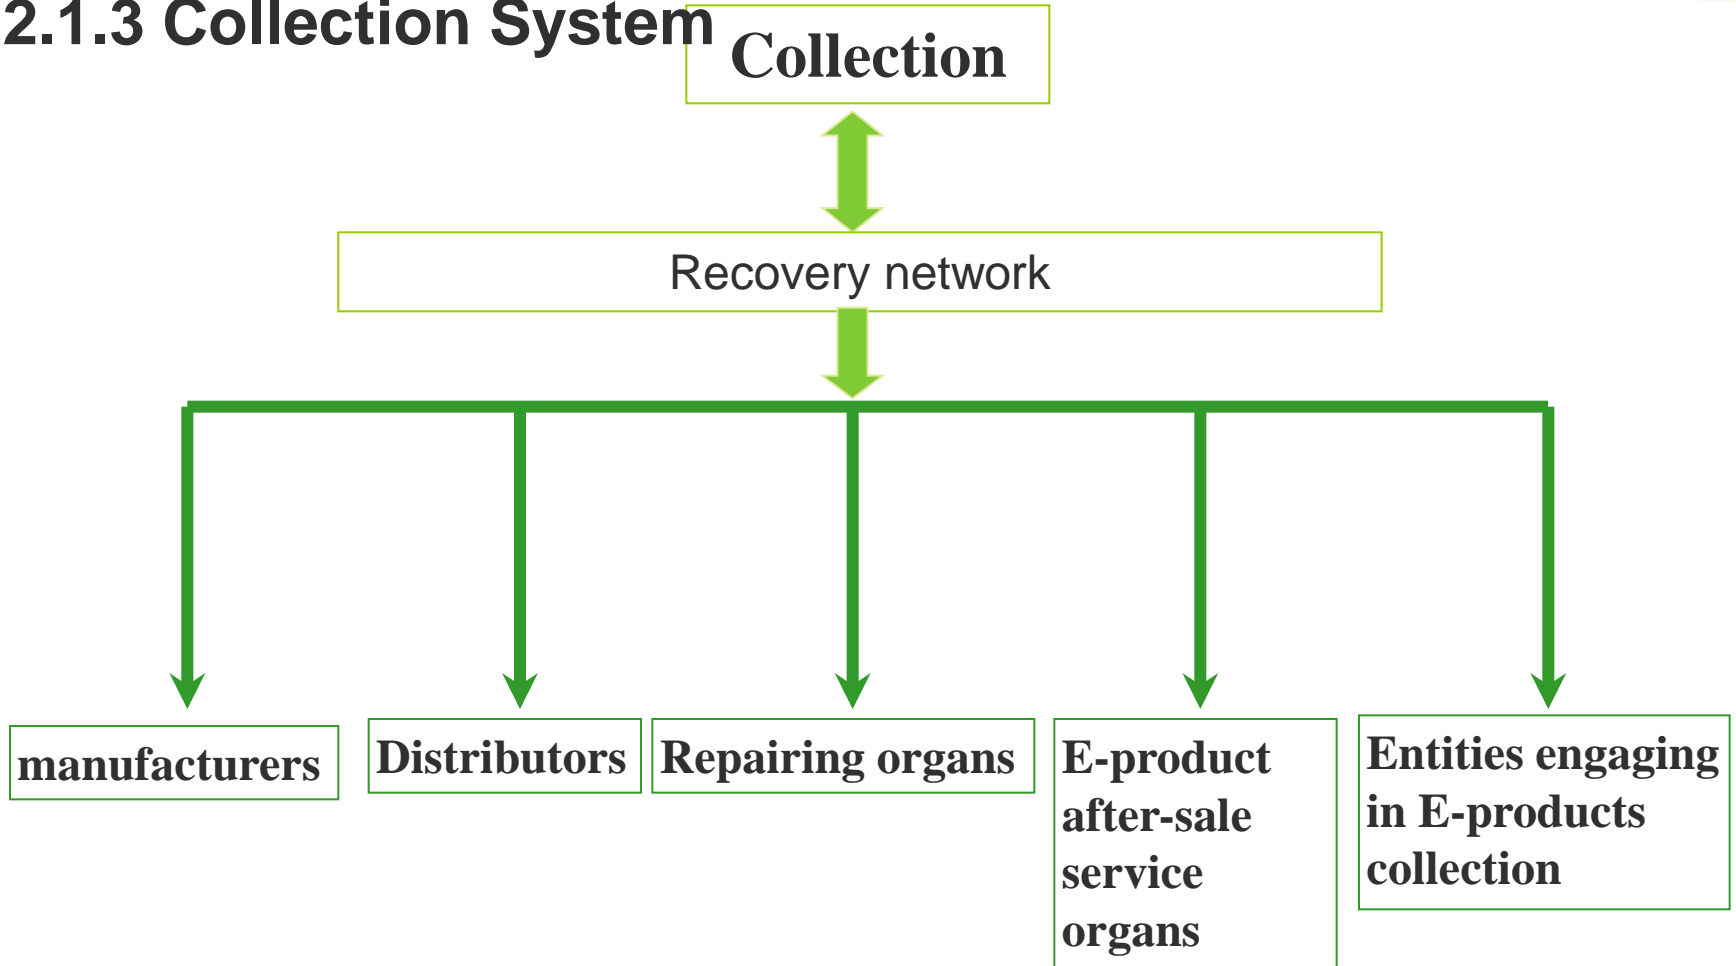 2.1.3 Collection System
Collection
Recovery network
manufacturers
Distributors
Repairing organs
E-product
after-sale
service
organs
Entities engaging
in E-products
collection